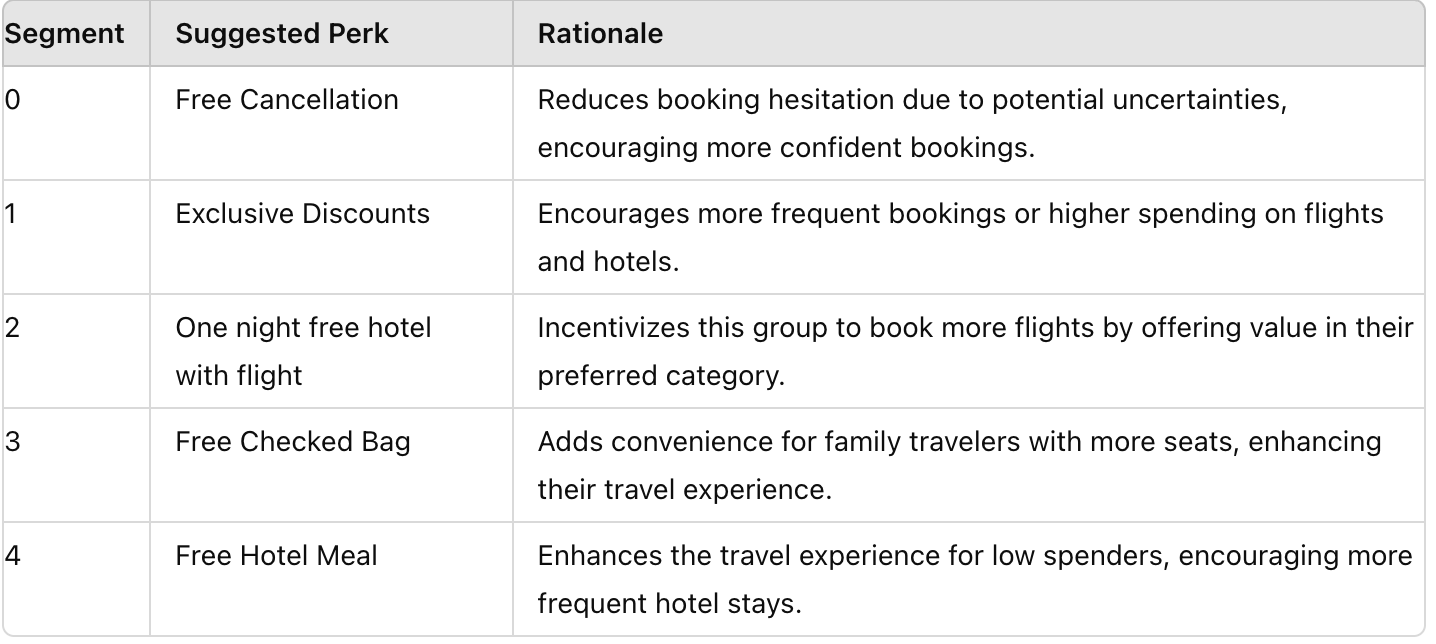 Segment Suggested Perk Rationale
0 Free Cancellation Reduces booking hesitation due to potential uncertainties,
encouraging more confident bookings.
1 Exclusive Discounts Encourages more frequent bookings or higher spending on flights
and hotels.
2 One night free hotel Incentivizes this group to book more flights by offering value in their
with flight preferred category.
3 Free Checked Bag Adds convenience for family travelers with more seats, enhancing
their travel experience.
4 Free Hotel Meal Enhances the travel experience for low spenders, encouraging more
frequent hotel stays.